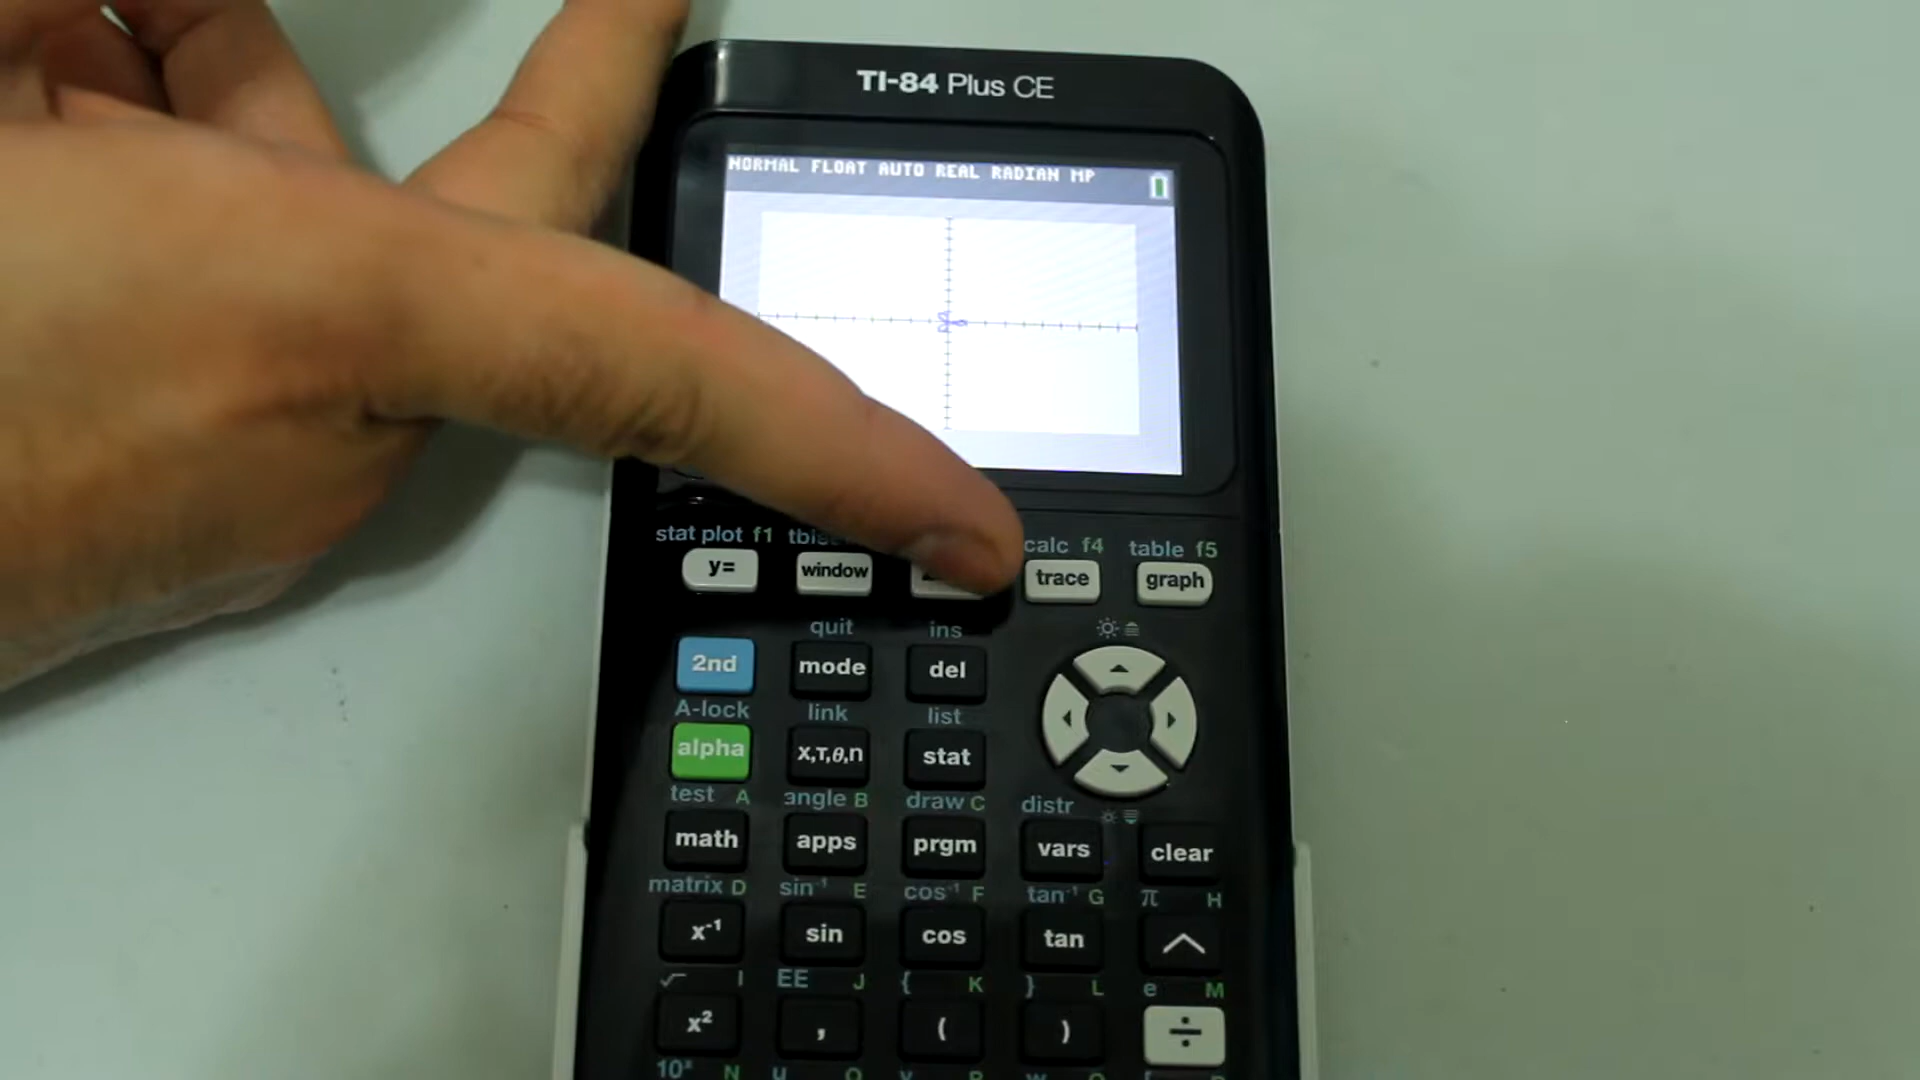 TI-84 Plus CE
NORMAL FLOAT AUTO REAL RADIAN MP
stat plot f1
calc f4 table f5
y= window trace graph
quit ins
2nd mode del
A-lock link list
alpha X,T,θ,n stat
test A angle B draw C distr
math apps prgm vars clear
matrix D sin⁻¹ E cos⁻¹ F tan⁻¹ G π H
x⁻¹ sin cos tan ^
√ I EE J { K } L e M
x² , ( ) ÷
10ˣ N u O v P w Q